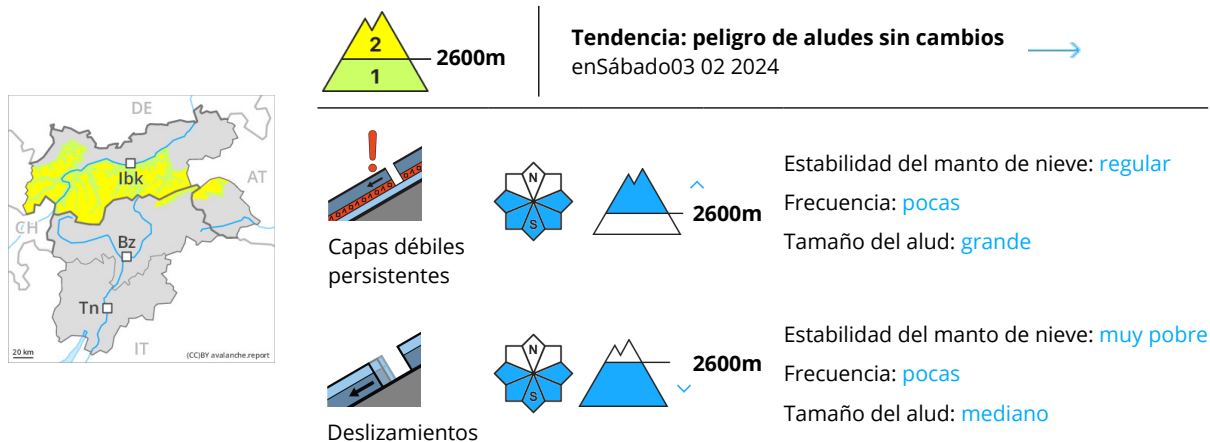 2
1
2600m
Tendencia: peligro de aludes sin cambios
enSábado03 02 2024
DE
Ibk
AT
CH
Bz
Tn
IT
20 km
(CC)BY avalanche.report
Capas débiles
persistentes
N
S
2600m
Estabilidad del manto de nieve: regular
Frecuencia: pocas
Tamaño del alud: grande
Deslizamientos
N
S
2600m
Estabilidad del manto de nieve: muy pobre
Frecuencia: pocas
Tamaño del alud: mediano